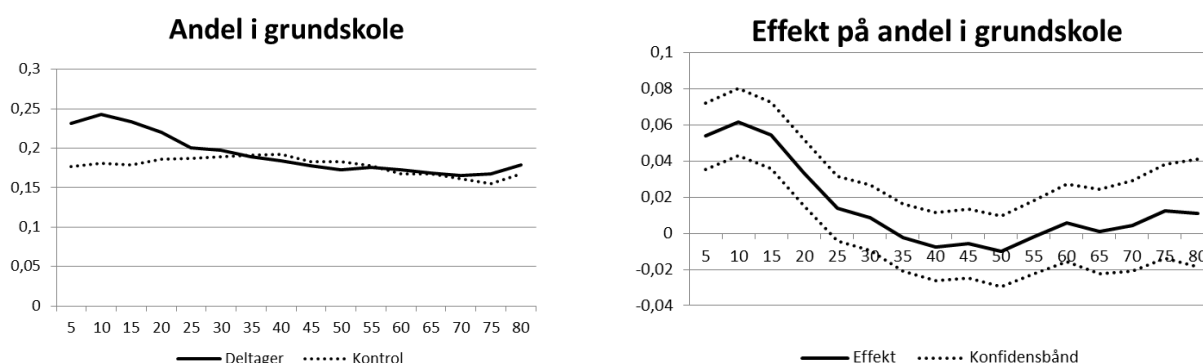 Andel i grundskole
0,3
0,25
0,2
0,15
0,1
0,05
0
5 10 15 20 25 30 35 40 45 50 55 60 65 70 75 80
Deltager Kontrol
Effekt på andel i grundskole
0,1
0,08
0,06
0,04
0,02
0
5 10 15 20 25 30 35 40 45 50 55 60 65 70 75 80
-0,02
-0,04
Effekt Konfidensbånd